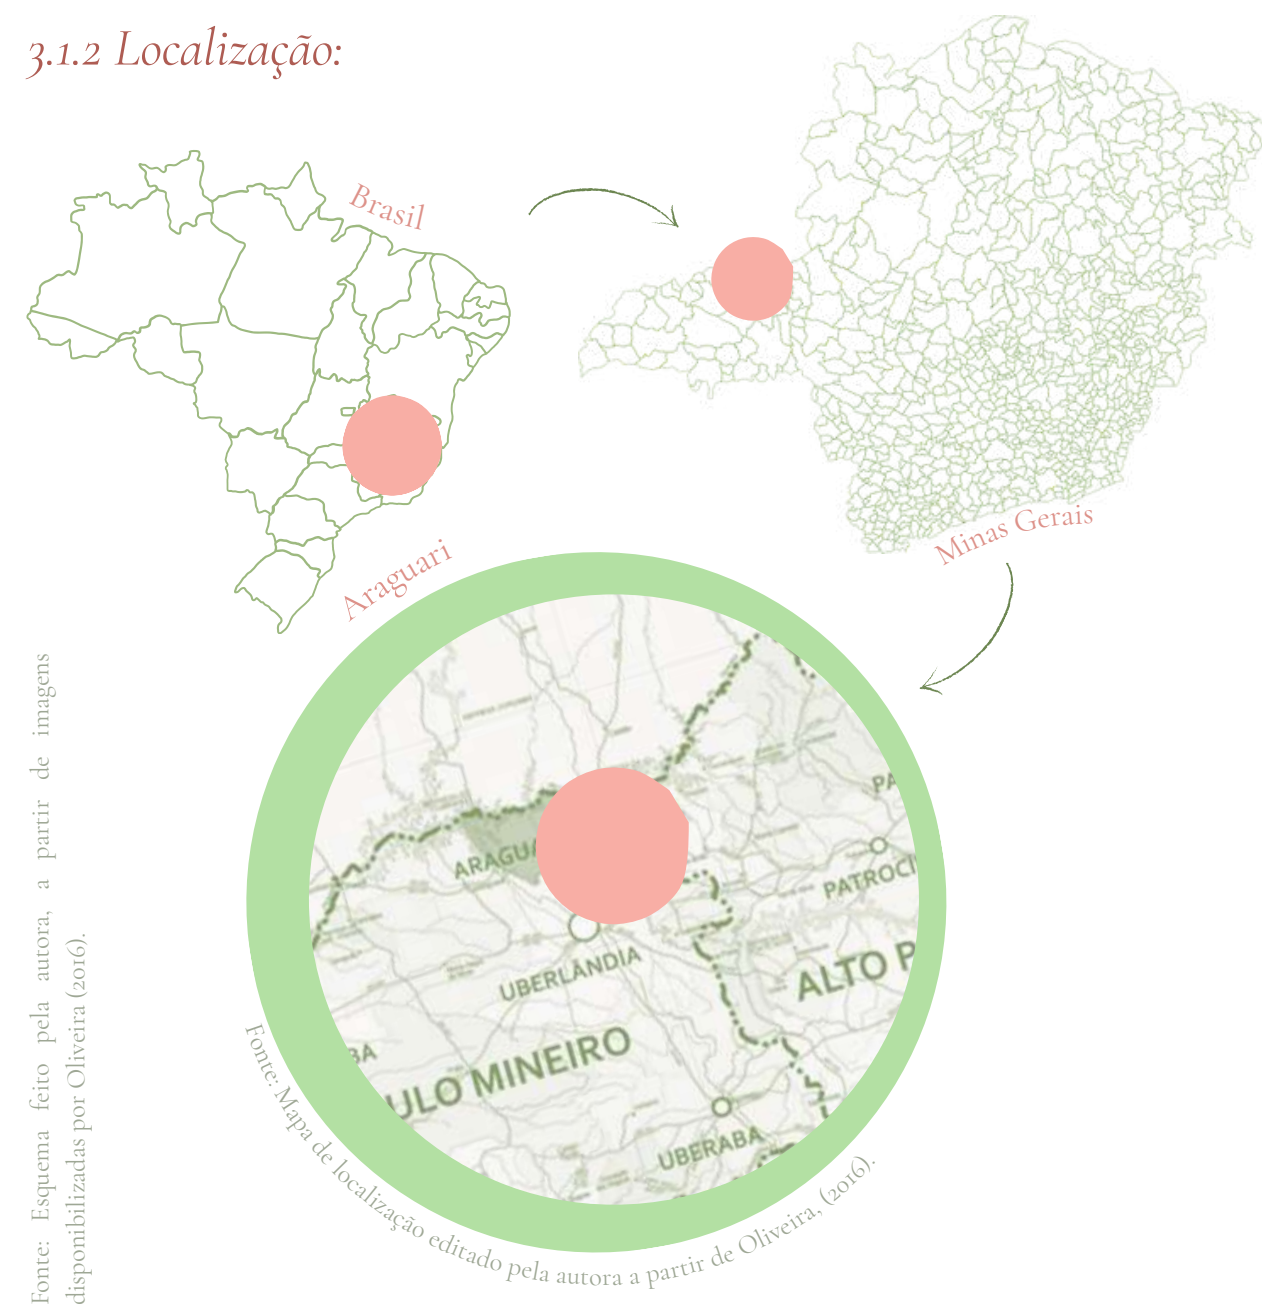 3.1.2 Localização:
Brasil
Minas Gerais
Araguari
ARAGUA
PA
PATROCI
UBERLÂNDIA
ALTO P
BA
ULO MINEIRO
UBERABA
Fonte: Mapa de localização editado pela autora a partir de Oliveira, (2016).
Fonte: Esquema feito pela autora, a partir de imagens
disponibilizadas por Oliveira (2016).